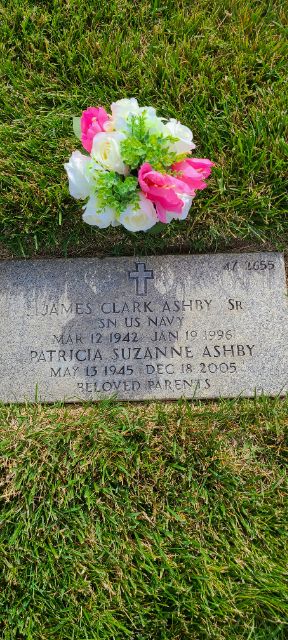 47 2655
JAMES CLARK ASHBY SR
SN US NAVY
MAR 12 1942 JAN 19 1996
PATRICIA SUZANNE ASHBY
MAY 13 1945 DEC 18 2005
BELOVED PARENTS